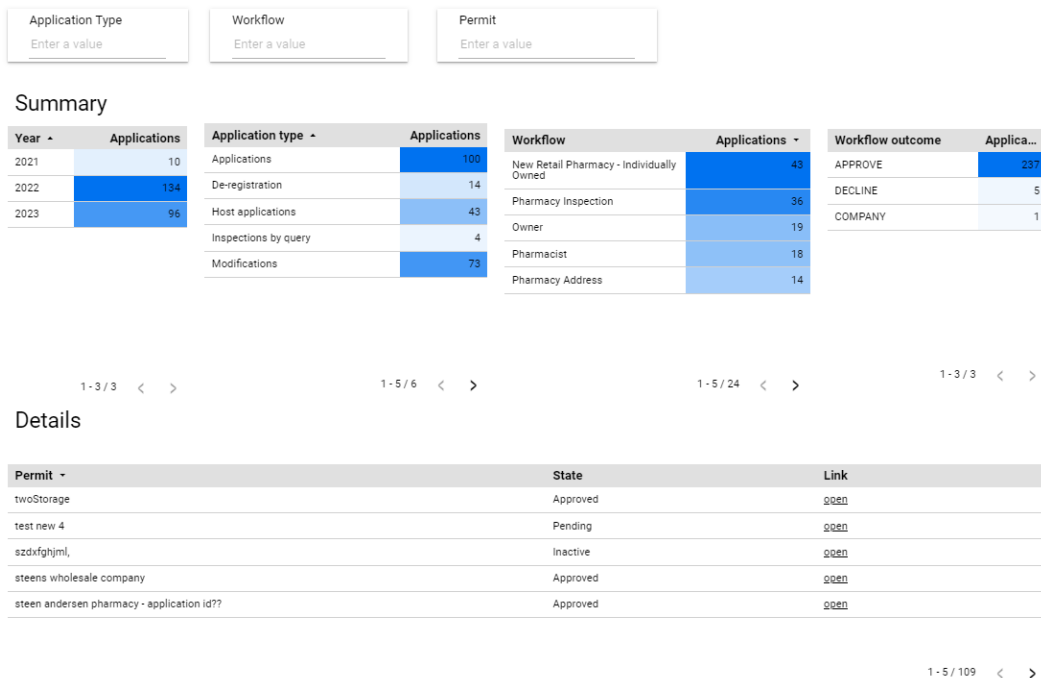 Application Type
Enter a value
Workflow
Enter a value
Permit
Enter a value
Summary
Year Applications
2021 10
2022 134
2023 96
1 - 3 / 3
Application type Applications
Applications 100
De-registration 14
Host applications 43
Inspections by query 4
Modifications 73
1 - 5 / 6
Workflow Applications
New Retail Pharmacy - Individually 43
Owned
Pharmacy Inspection 36
Owner 19
Pharmacist 18
Pharmacy Address 14
1 - 5 / 24
Workflow outcome Applica...
APPROVE 237
DECLINE 5
COMPANY 1
1 - 3 / 3
Details
Permit State Link
twoStorage Approved open
test new 4 Pending open
szdxfghjml, Inactive open
steens wholesale company Approved open
steen andersen pharmacy - application id?? Approved open
1 - 5 / 109